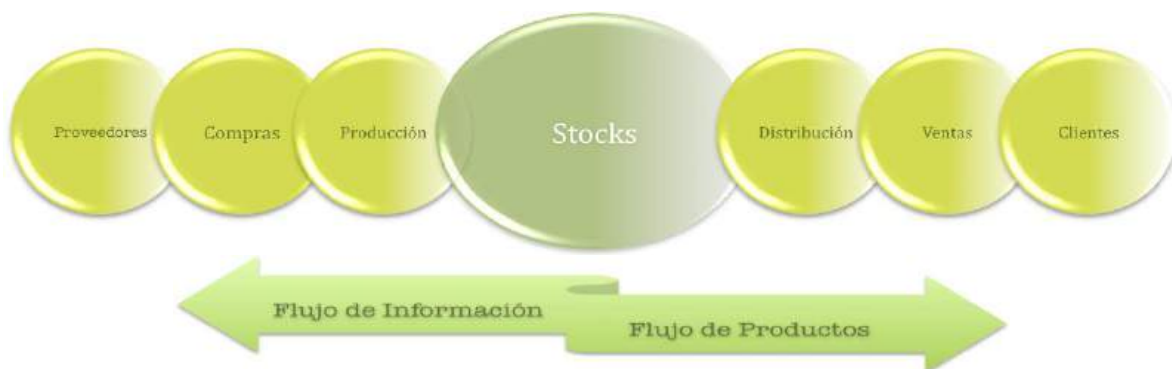 Proveedores
Compras
Producción
Stocks
Distribución
Ventas
Clientes
Flujo de Información
Flujo de Productos